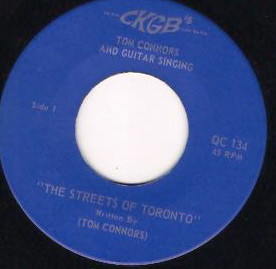 CKGB's
TOM CONNORS
AND GUITAR SINGING
Side 1
QC 134
45 RPM
"THE STREETS OF TORONTO"
Written By
(TOM CONNORS)